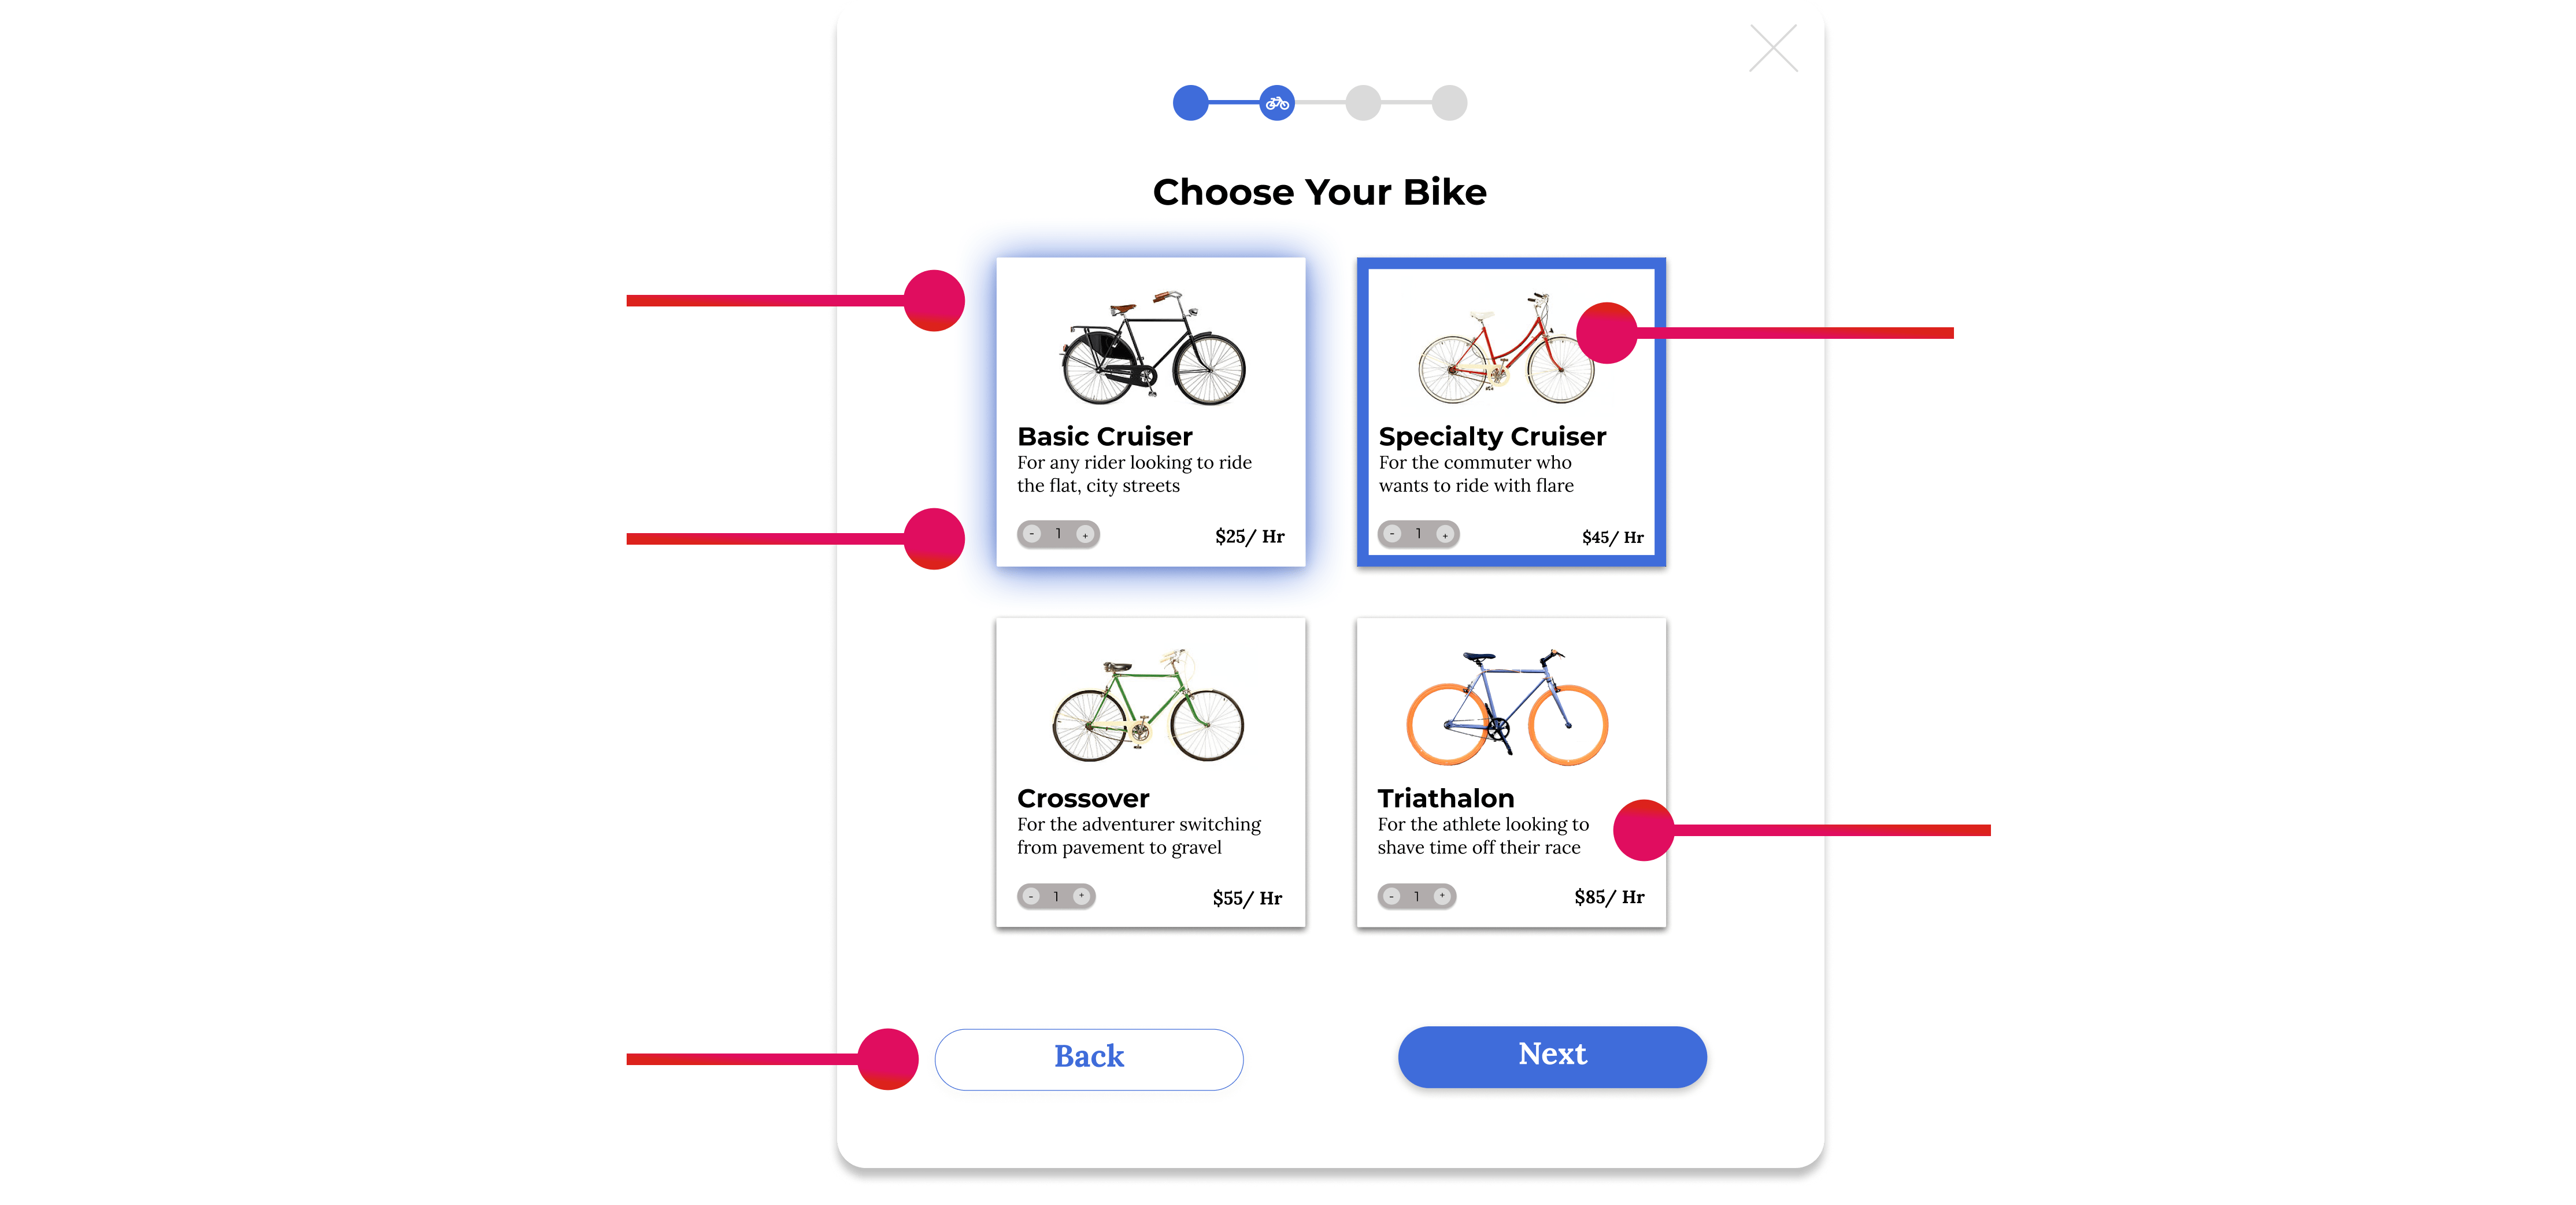 Choose Your Bike
Basic Cruiser
For any rider looking to ride
the flat, city streets
- 1 +
$25/ Hr
Specialty Cruiser
For the commuter who
wants to ride with flare
- 1 +
$45/ Hr
Crossover
For the adventurer switching
from pavement to gravel
- 1 +
$55/ Hr
Triathalon
For the athlete looking to
shave time off their race
- 1 +
$85/ Hr
Back
Next